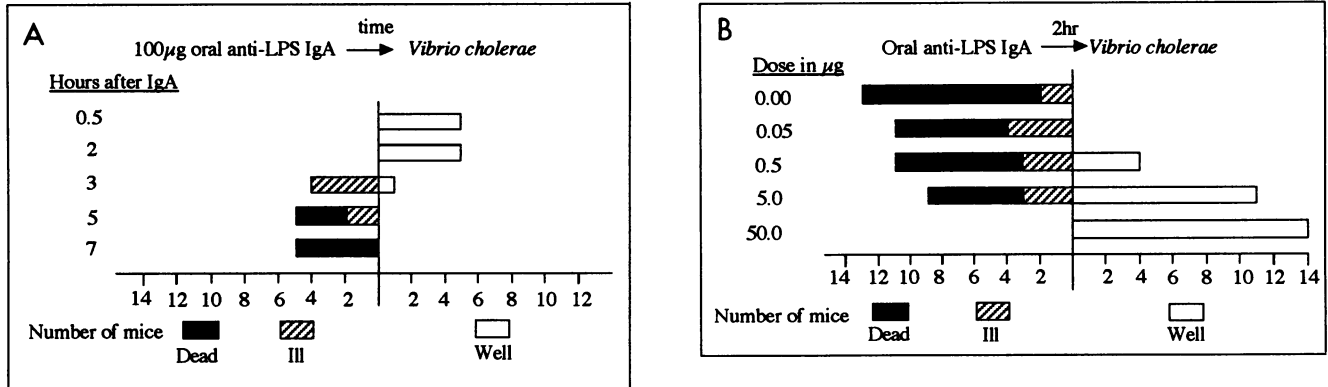 A
time
100μg oral anti-LPS IgA → Vibrio cholerae
Hours after IgA
0.5
2
3
5
7
14 12 10 8 6 4 2 2 4 6 8 10 12
Number of mice
Dead Ill Well
B
2hr
Oral anti-LPS IgA → Vibrio cholerae
Dose in μg
0.00
0.05
0.5
5.0
50.0
14 12 10 8 6 4 2 2 4 6 8 10 12 14
Number of mice
Dead Ill Well